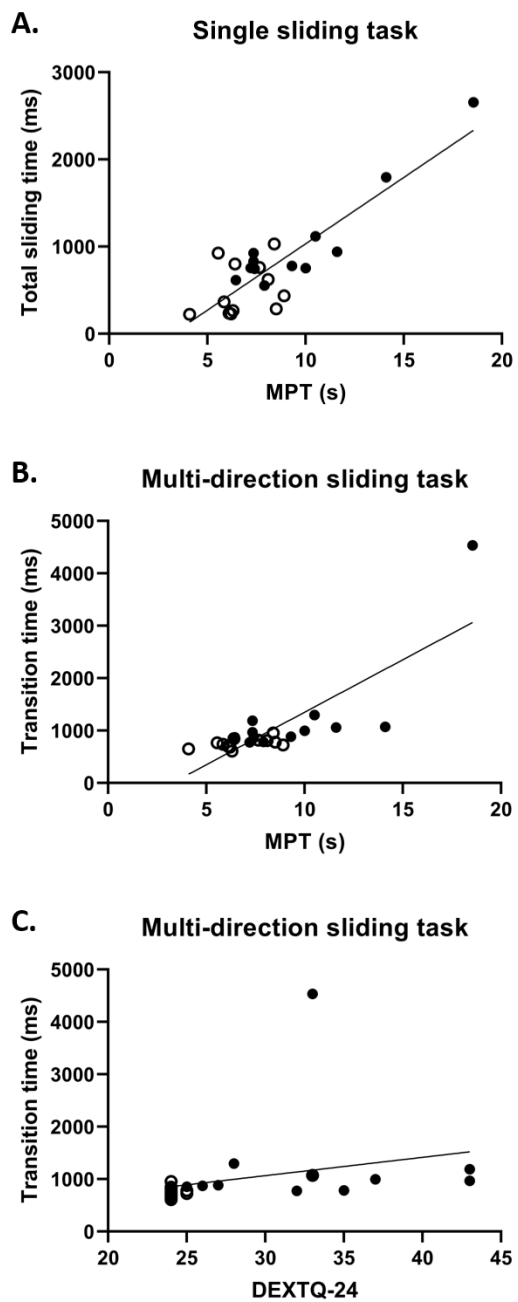 A.
Single sliding task
Total sliding time (ms)
3000
2000
1000
0
0 5 10 15 20
MPT (s)
B.
Multi-direction sliding task
Transition time (ms)
5000
4000
3000
2000
1000
0
0 5 10 15 20
MPT (s)
C.
Multi-direction sliding task
Transition time (ms)
5000
4000
3000
2000
1000
0
20 25 30 35 40 45
DEXTQ-24